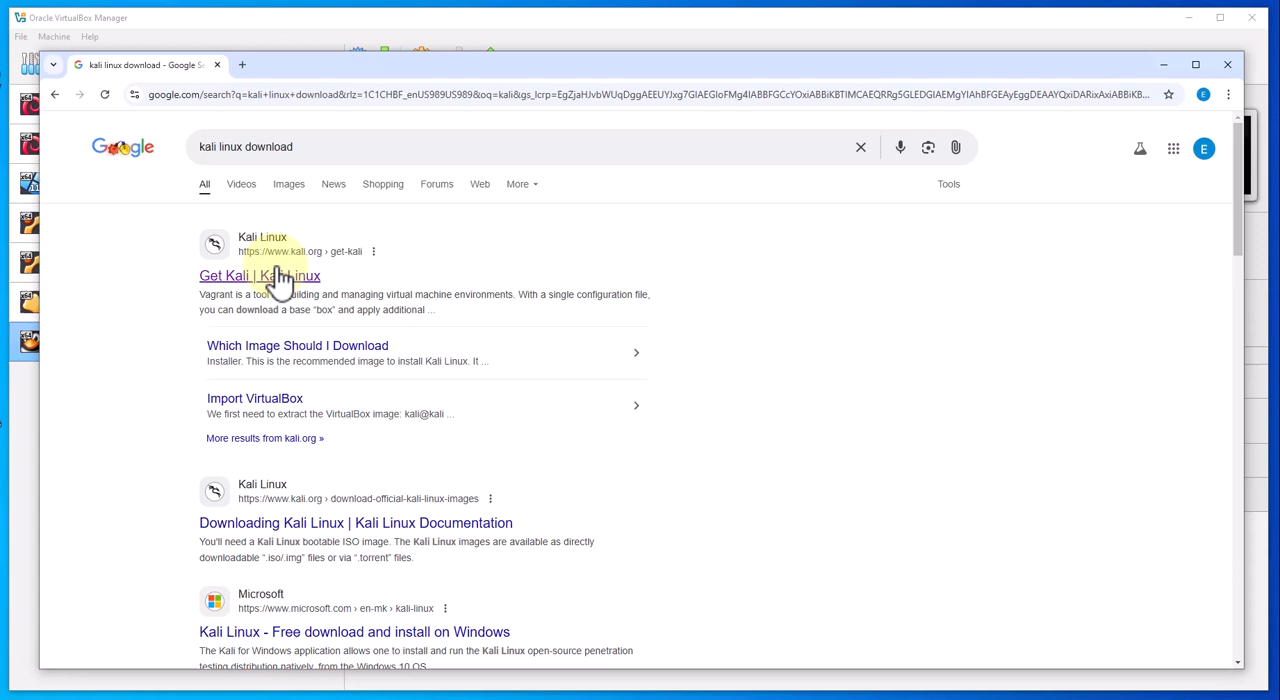 Oracle VirtualBox Manager
File Machine Help
kali linux download - Google Se
google.com/search?q=kali+linux+download&rlz=1C1CHBF_enUS989US989&oq=kali&gs_lcrp=EgZjaHJvbWUqDggAEEUYJxg7GIAEGIoFMg4IABBFGCcYOxiABBiKBTIMCAEQRRg5GLEDGIAEMgYIAhBFGEAyEggDEAAYQxiDARixAxiABBiKB...
E
Google
kali linux download
E
All Videos Images News Shopping Forums Web More Tools
Kali Linux
https://www.kali.org › get-kali
Get Kali | Kali Linux
Vagrant is a building and managing virtual machine environments. With a single configuration file,
you can download a base “box” and apply additional ...
Which Image Should I Download
Installer. This is the recommended image to install Kali Linux. It ...
Import VirtualBox
We first need to extract the VirtualBox image: kali@kali ...
More results from kali.org »
Kali Linux
https://www.kali.org › download-official-kali-linux-images
Downloading Kali Linux | Kali Linux Documentation
You'll need a Kali Linux bootable ISO image. The Kali Linux images are available as directly
downloadable “.iso/.img” files or via “.torrent” files.
Microsoft
https://www.microsoft.com › en-mk › kali-linux
Kali Linux - Free download and install on Windows
The Kali for Windows application allows one to install and run the Kali Linux open-source penetration
testing distribution natively, from the Windows 10 OS.